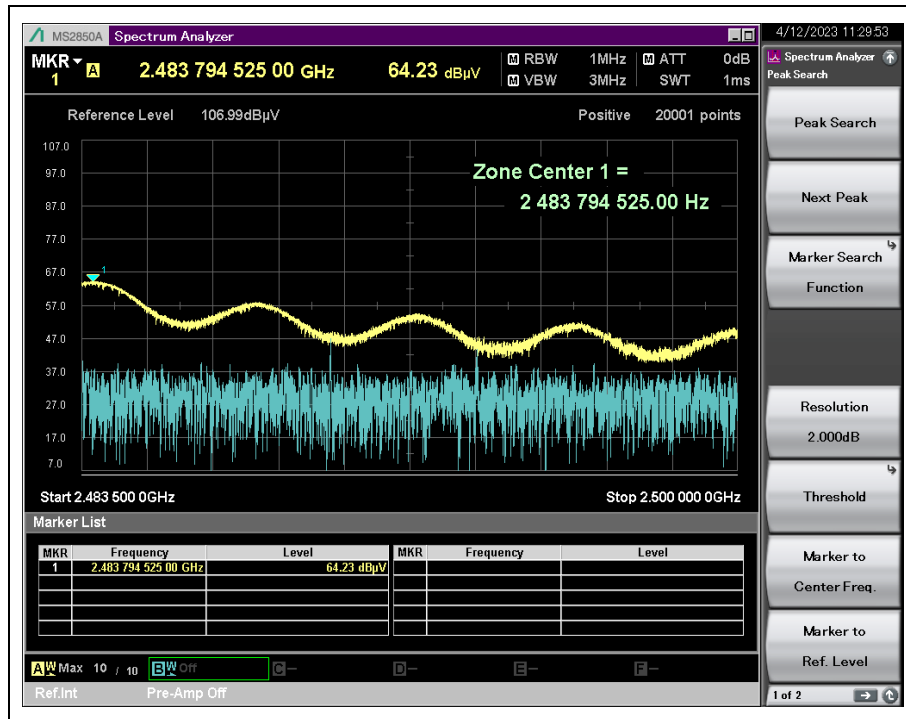 MS2850A Spectrum Analyzer
4/12/2023 11:29:53
MKR 1 A 2.483 794 525 00 GHz 64.23 dBµV
M RBW 1MHz M ATT 0dB
M VBW 3MHz SWT 1ms
Spectrum Analyzer
Peak Search
Reference Level 106.99dBµV Positive 20001 points
Peak Search
107.0
97.0
87.0
77.0
67.0
57.0
47.0
37.0
27.0
17.0
7.0
Zone Center 1 =
2 483 794 525.00 Hz
1
Next Peak
Marker Search
Function
Resolution
2.000dB
Start 2.483 500 0GHz Stop 2.500 000 0GHz
Threshold
Marker List
MKR Frequency Level MKR Frequency Level
1 2.483 794 525 00 GHz 64.23 dBµV
Marker to
Center Freq.
Marker to
Ref. Level
A W Max 10 / 10 B W Off C- D- E- F-
Ref.Int Pre-Amp Off
1 of 2